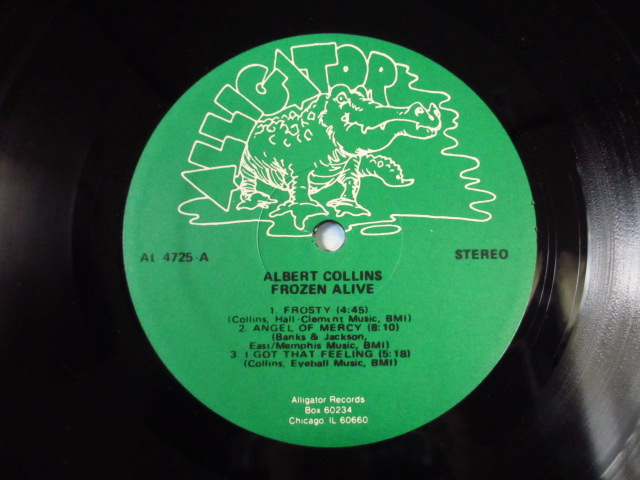 ALLIGATOR
AL 4725-A
STEREO
ALBERT COLLINS
FROZEN ALIVE
1. FROSTY (4:45)
(Collins, Hall-Clement Music, BMI)
2. ANGEL OF MERCY (8:10)
(Banks & Jackson,
East/Memphis Music, BMI)
3. I GOT THAT FEELING (5:18)
(Collins, Eyeball Music, BMI)
Alligator Records
Box 60234
Chicago, IL 60660